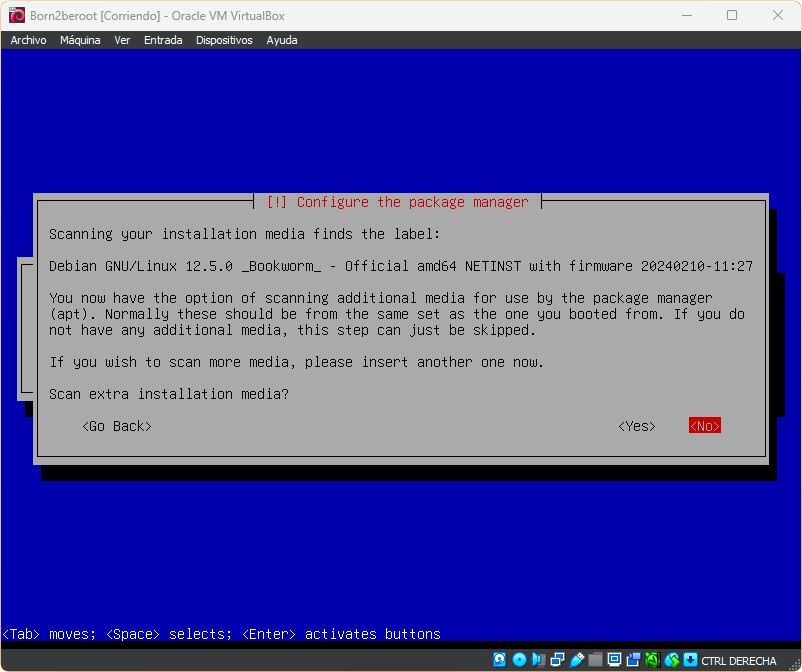 Born2beroot [Corriendo] - Oracle VM VirtualBox
Archivo Máquina Ver Entrada Dispositivos Ayuda
[!] Configure the package manager
Scanning your installation media finds the label:
Debian GNU/Linux 12.5.0 _Bookworm_ - Official amd64 NETINST with firmware 20240210-11:27
You now have the option of scanning additional media for use by the package manager
(apt). Normally these should be from the same set as the one you booted from. If you do
not have any additional media, this step can just be skipped.
If you wish to scan more media, please insert another one now.
Scan extra installation media?
<Go Back> <Yes> <No>
<Tab> moves; <Space> selects; <Enter> activates buttons
CTRL DERECHA